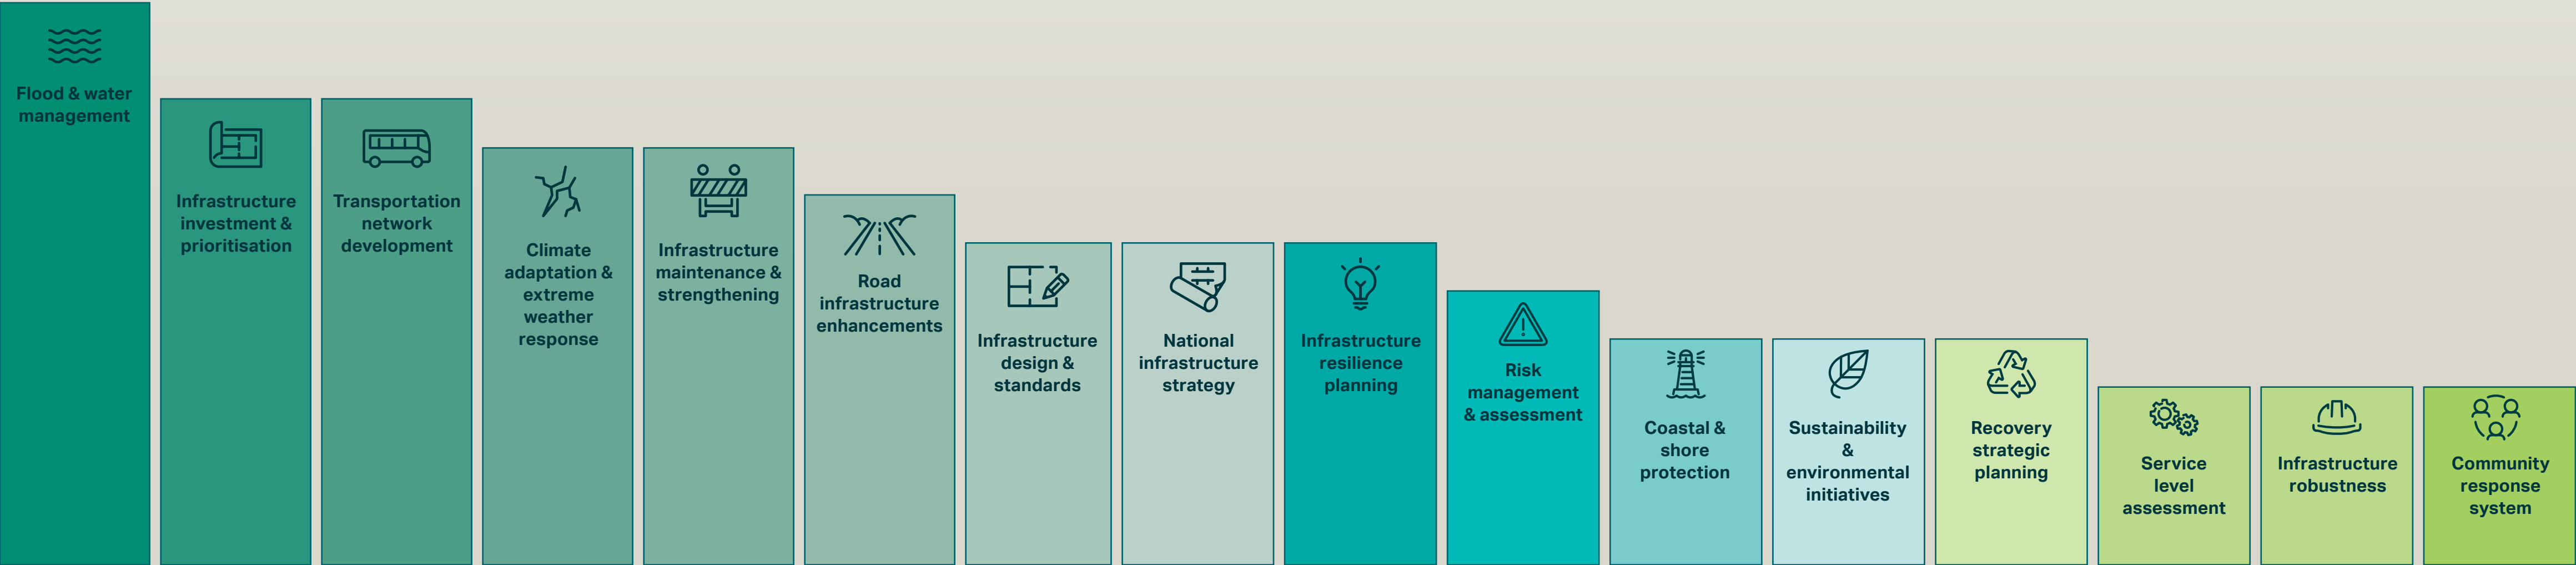 Flood & water
management
Infrastructure
investment &
prioritisation
Transportation
network
development
Climate
adaptation &
extreme
weather
response
Infrastructure
maintenance &
strengthening
Road
infrastructure
enhancements
Infrastructure
design &
standards
National
infrastructure
strategy
Infrastructure
resilience
planning
Risk
management
& assessment
Coastal &
shore
protection
Sustainability
&
environmental
initiatives
Recovery
strategic
planning
Service
level
assessment
Infrastructure
robustness
Community
response
system